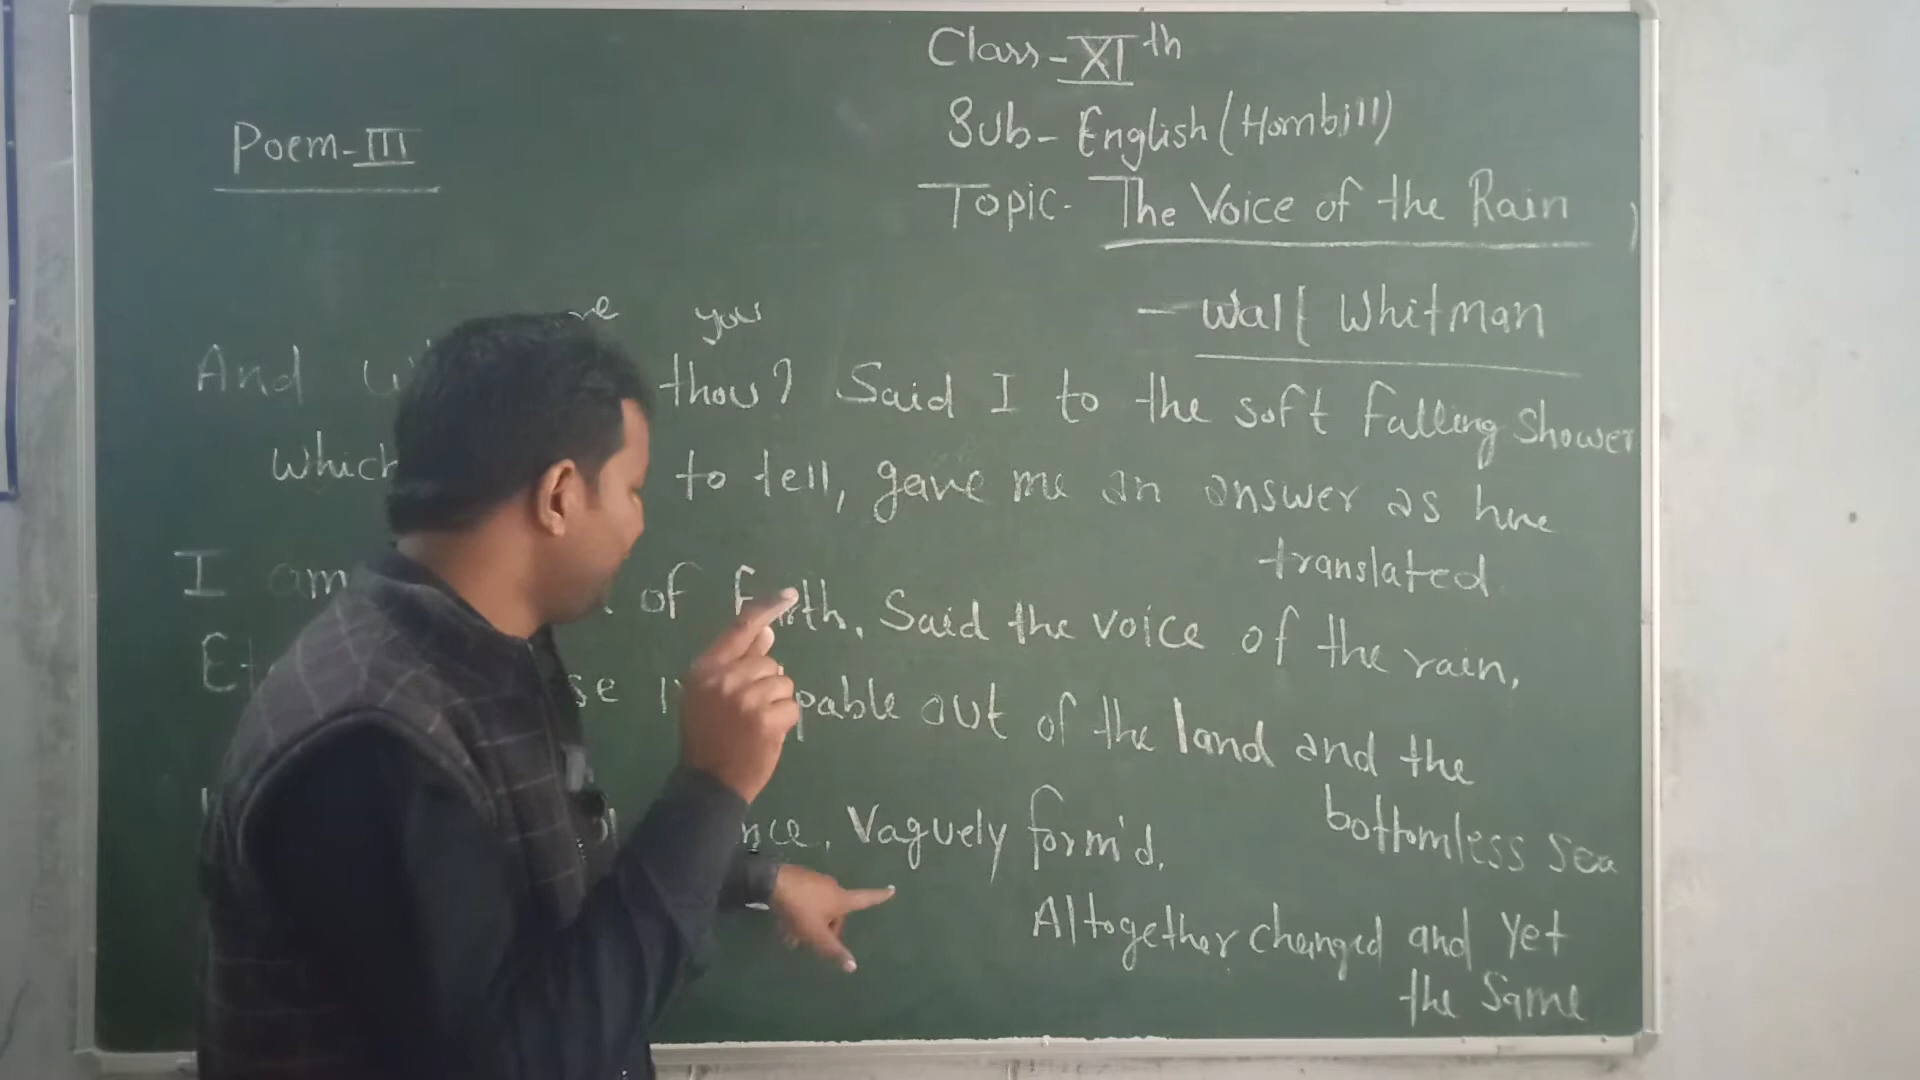 Class-XIth
Sub- English (Hornbill)
Poem-III
Topic- The Voice of the Rain
- Walt Whitman
you
And thou? Said I to the soft falling shower
which to tell, gave me an answer as here
translated
I am of Earth, Said the voice of the rain,
out of the land and the
bottomless sea
Vaguely form'd,
Altogether changed and yet
the Same